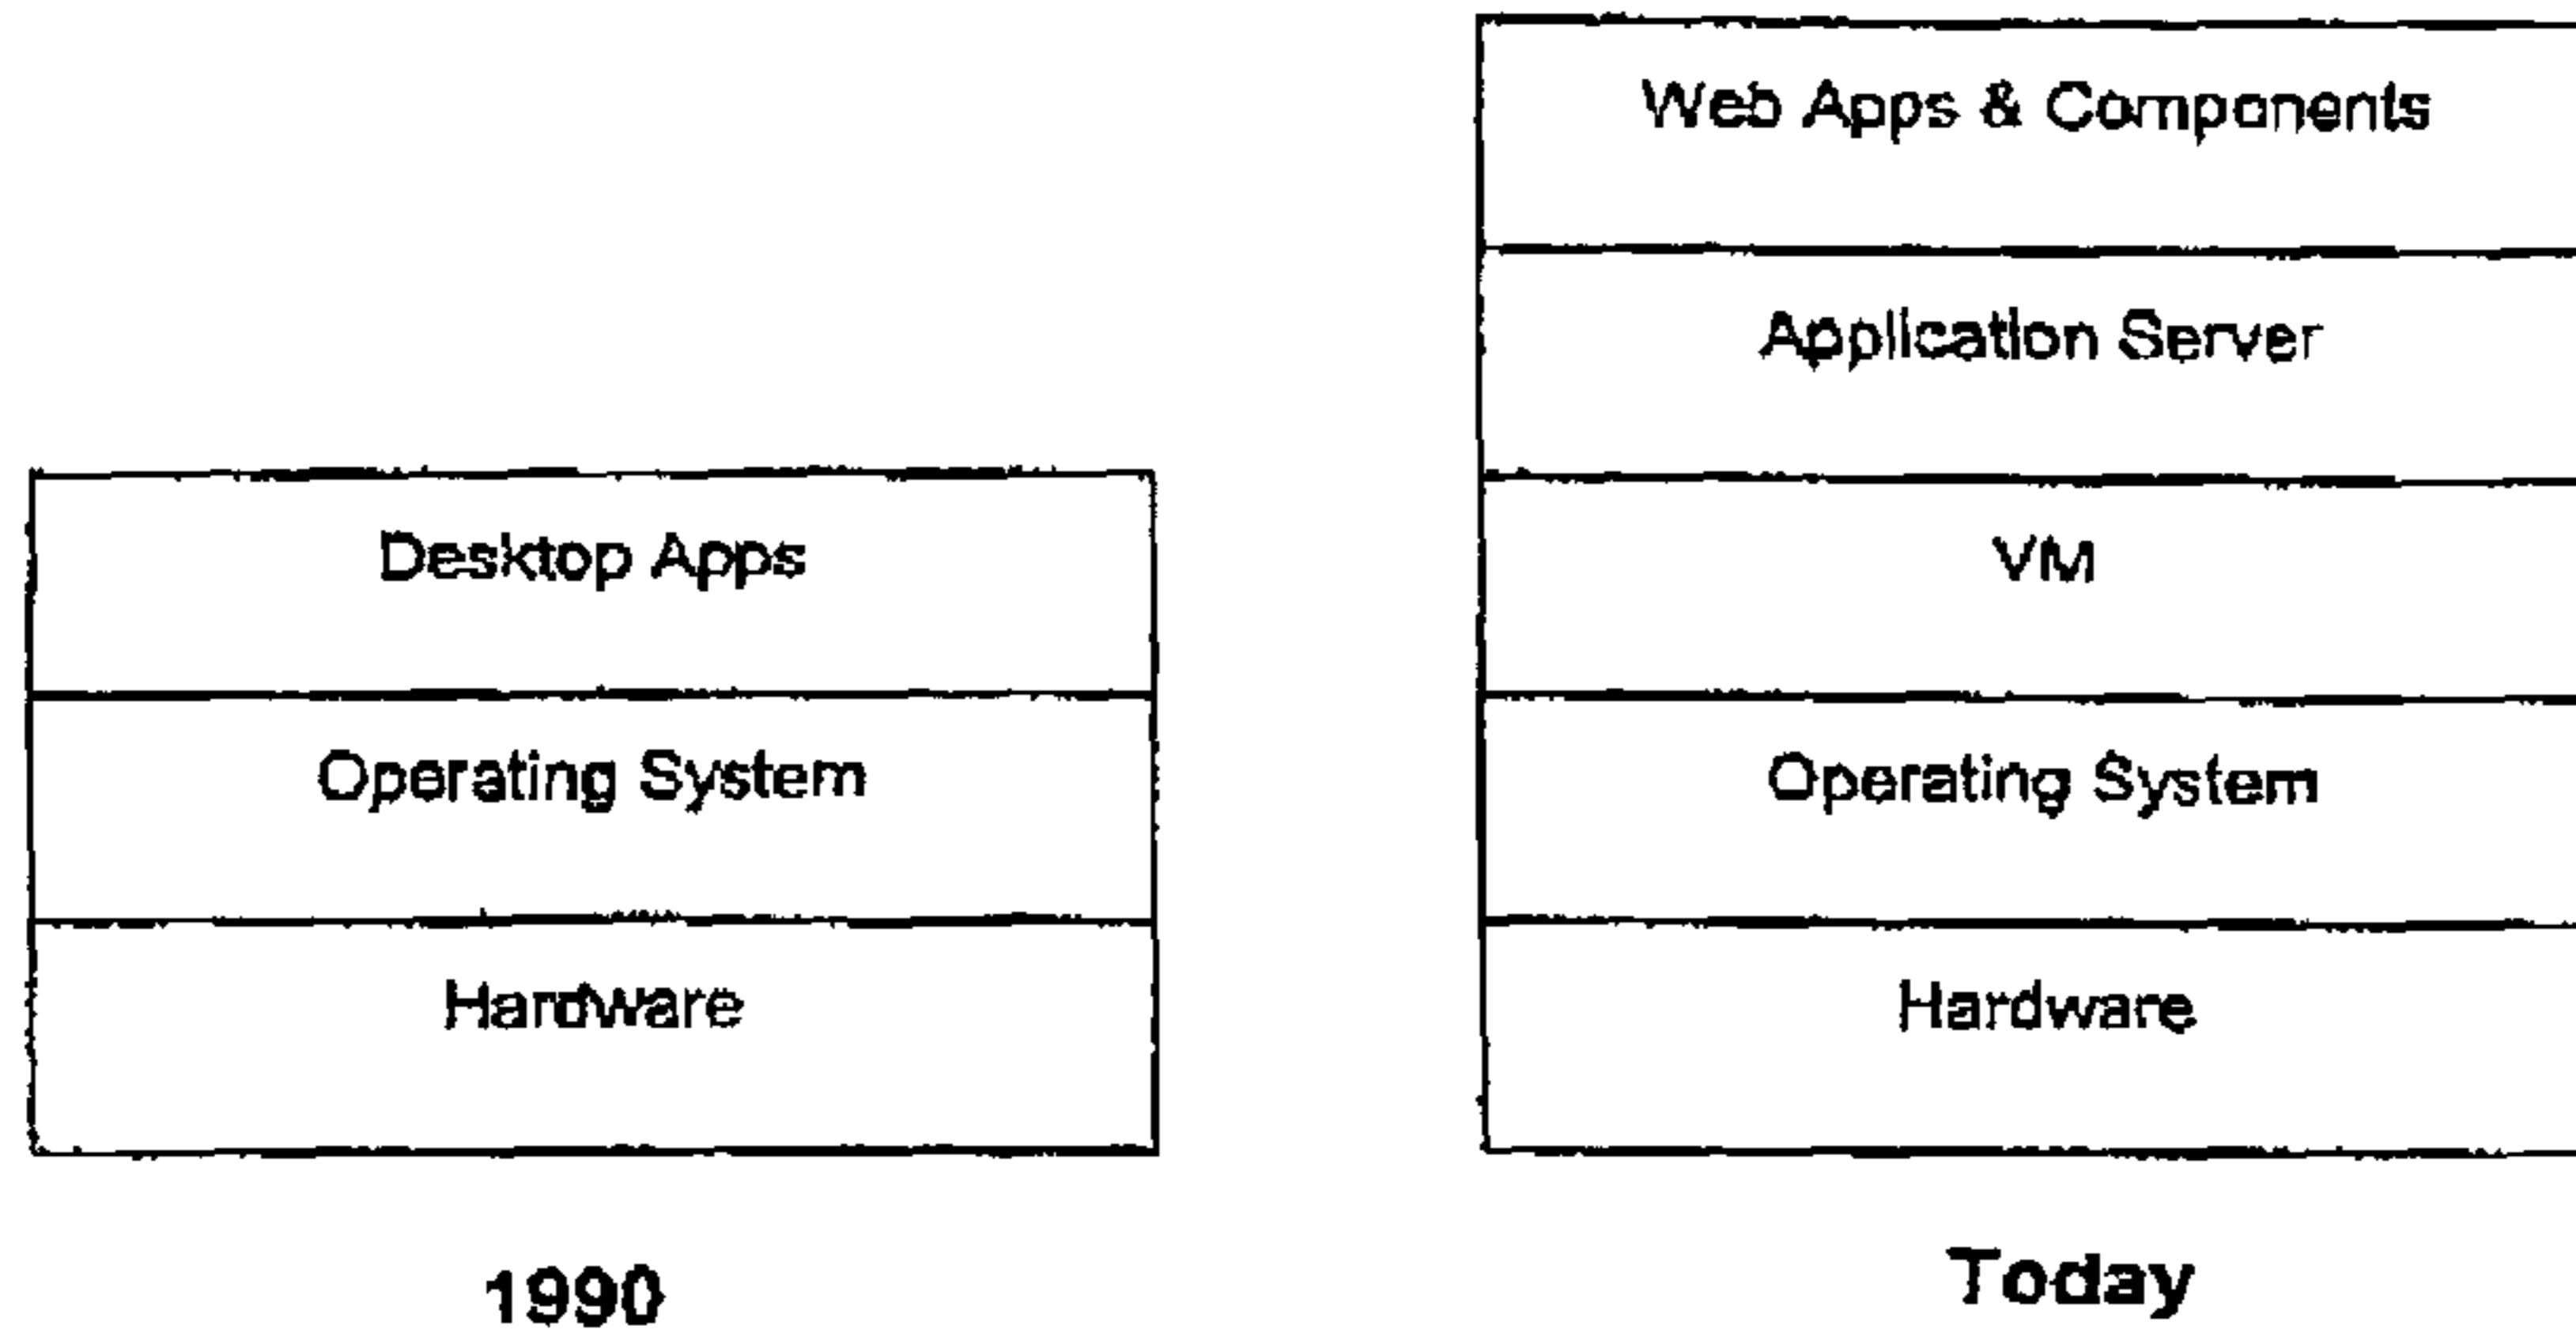 Desktop Apps
Operating System
Hardware
1990
Web Apps & Components
Application Server
VM
Operating System
Hardware
Today